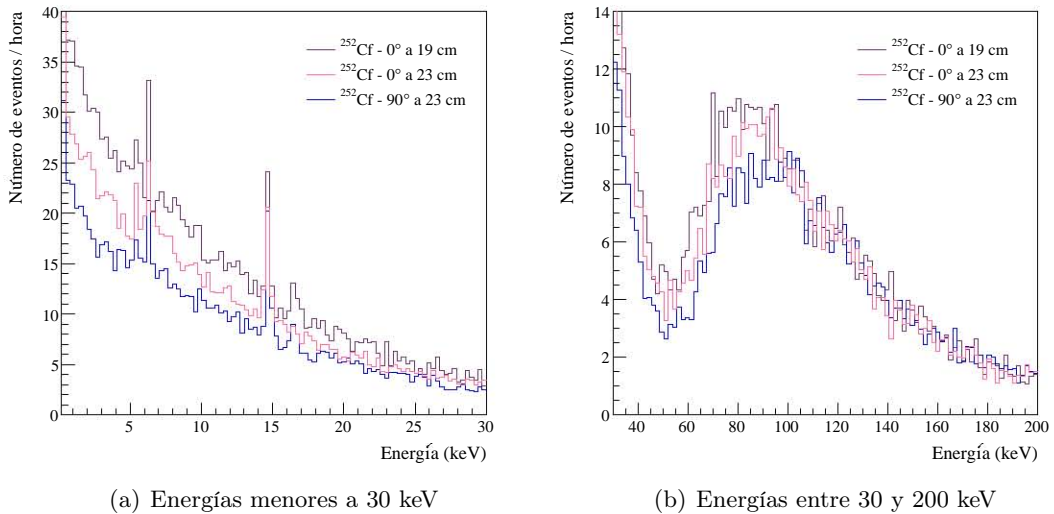 Número de eventos / hora
40
35
30
25
20
15
10
5
0
²⁵²Cf - 0° a 19 cm
²⁵²Cf - 0° a 23 cm
²⁵²Cf - 90° a 23 cm
5 10 15 20 25 30
Energía (keV)
(a) Energías menores a 30 keV
Número de eventos / hora
14
12
10
8
6
4
2
0
²⁵²Cf - 0° a 19 cm
²⁵²Cf - 0° a 23 cm
²⁵²Cf - 90° a 23 cm
40 60 80 100 120 140 160 180 200
Energía (keV)
(b) Energías entre 30 y 200 keV